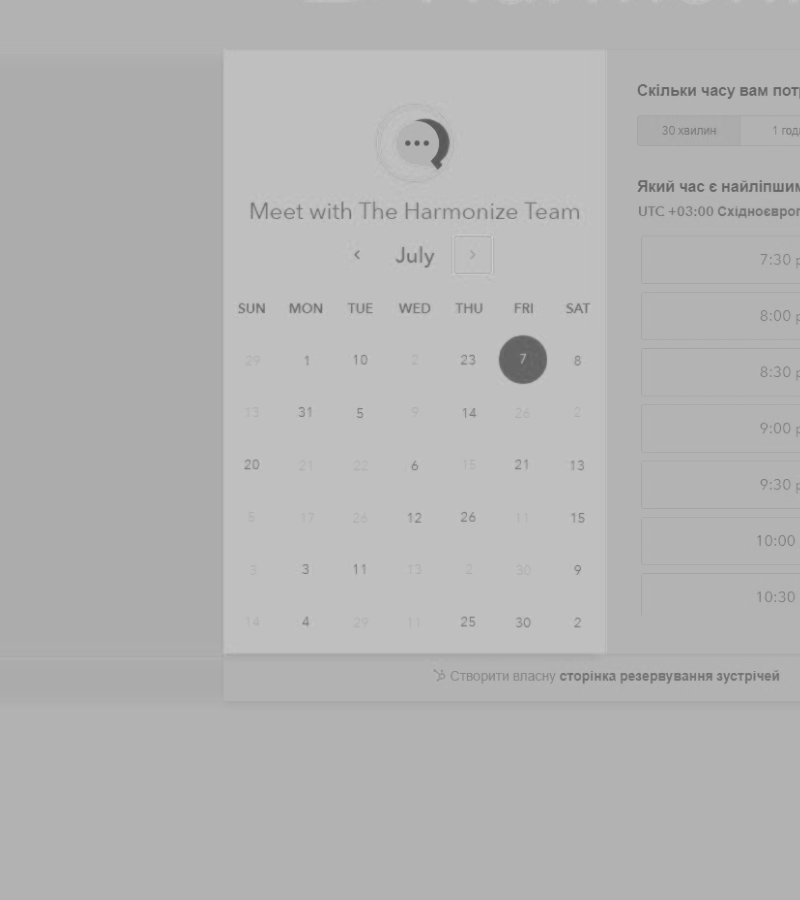 Meet with The Harmonize Team
July
SUN MON TUE WED THU FRI SAT
29 1 10 2 23 7 8
13 31 5 9 14 26 2
20 21 22 6 15 21 13
5 17 26 12 26 11 15
3 3 11 13 2 30 9
14 4 29 11 25 30 2
Скільки часу вам
30 хвилин 1
Який час є
UTC +03:00
7:30
8:00
8:30
9:00
9:30
10:00
10:30
Створити власну сторінка резервування зустрічей